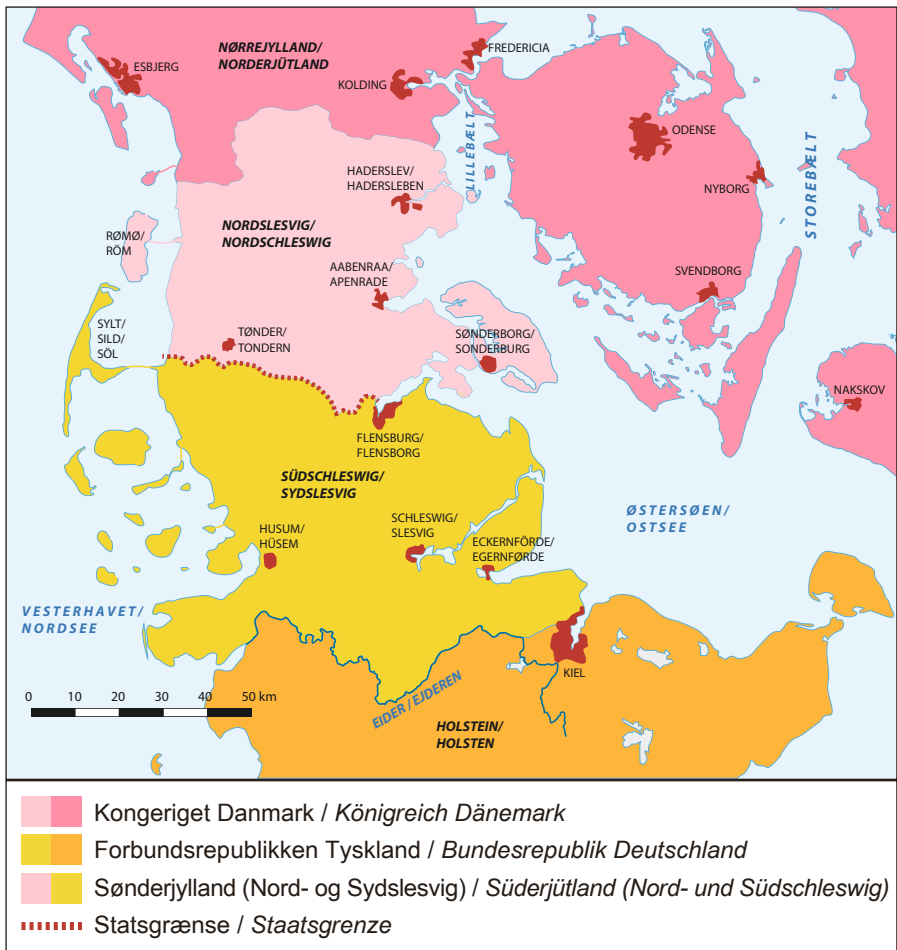 NØRREJYLLAND/
NORDERJÜTLAND
FREDERICIA
ESBJERG
KOLDING
ODENSE
LILLEBÆLT
STOREBÆLT
HADERSLEV/
HADERSLEBEN
NYBORG
NORDSLESVIG/
NORDSCHLESWIG
RØMØ/
RÖM
AABENRAA/
APENRADE
SVENDBORG
SYLT/
SILD/
SÖL
TØNDER/
TONDERN
SØNDERBORG/
SONDERBURG
NAKSKOV
FLENSBURG/
FLENSBORG
SÜDSCHLESWIG/
SYDSLESVIG
ØSTERSØEN/
OSTSEE
HUSUM/
HÜSEM
SCHLESWIG/
SLESVIG
ECKERNFÖRDE/
EGERNFØRDE
VESTERHAVET/
NORDSEE
KIEL
0 10 20 30 40 50 km
EIDER / EJDEREN
HOLSTEIN/
HOLSTEN
Kongeriget Danmark / Königreich Dänemark
Forbundsrepublikken Tyskland / Bundesrepublik Deutschland
Sønderjylland (Nord- og Sydslesvig) / Süderjütland (Nord- und Südschleswig)
Statsgrænse / Staatsgrenze